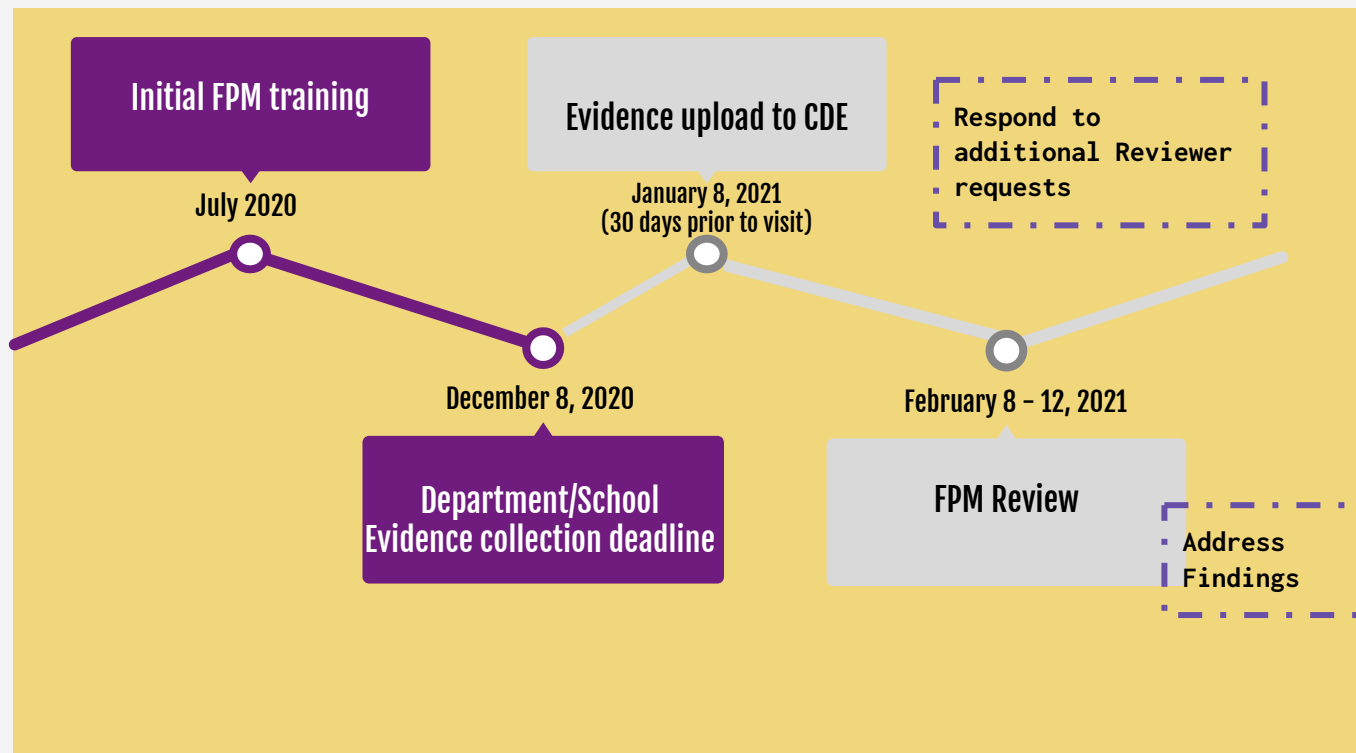 Initial FPM training
July 2020
December 8, 2020
Department/School
Evidence collection deadline
Evidence upload to CDE
January 8, 2021
(30 days prior to visit)
Respond to
additional Reviewer
requests
February 8 - 12, 2021
FPM Review
Address
Findings